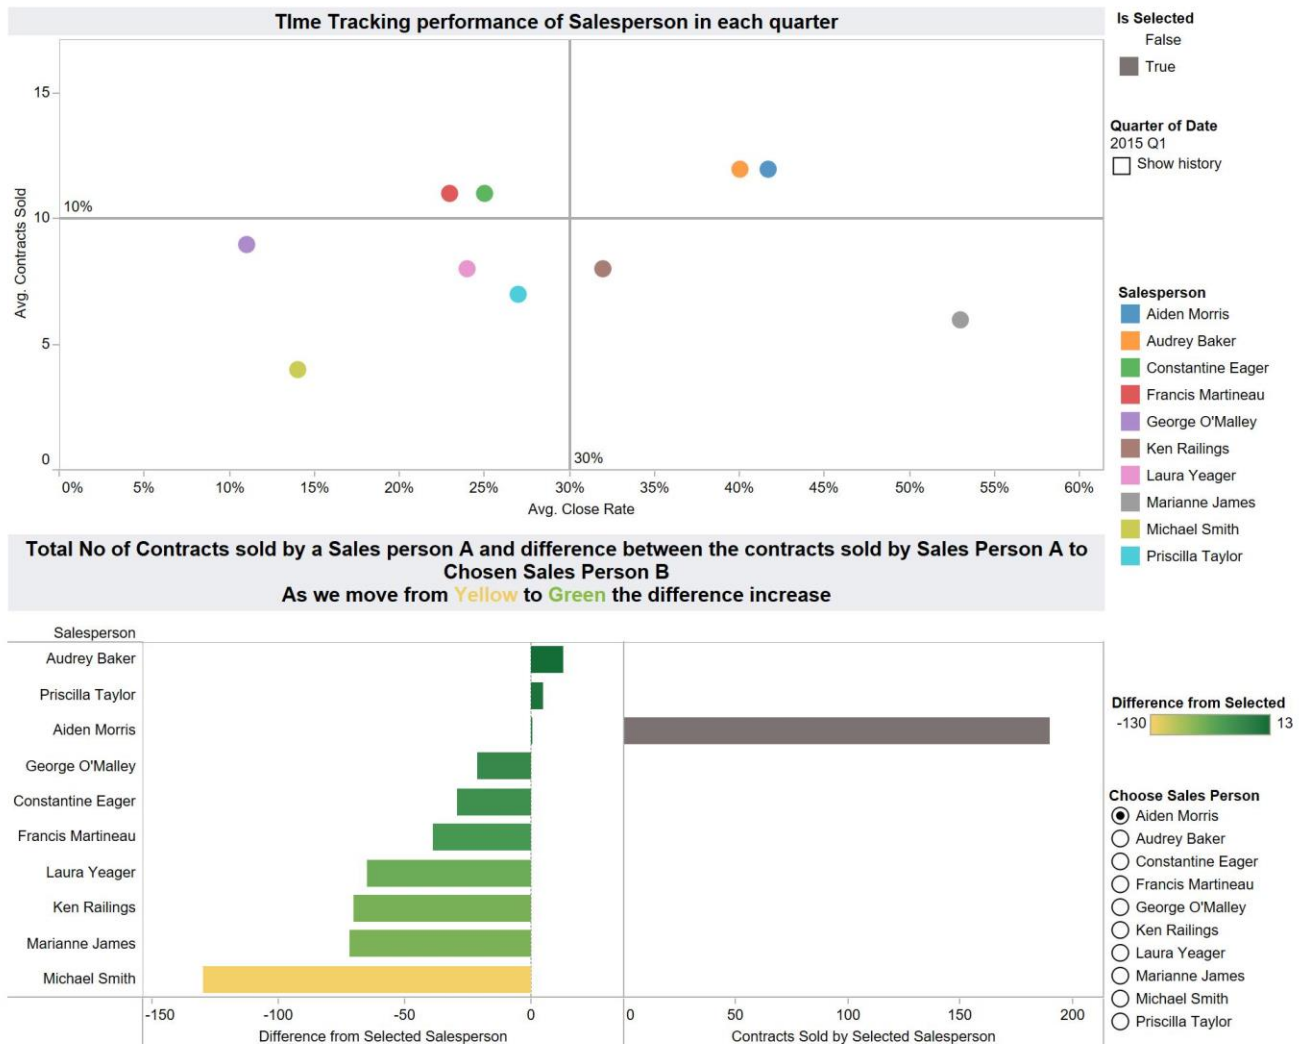 TIme Tracking performance of Salesperson in each quarter
15
10
5
0
Avg. Contracts Sold
10%
30%
0% 5% 10% 15% 20% 25% 30% 35% 40% 45% 50% 55% 60%
Avg. Close Rate
Is Selected
False
True
Quarter of Date
2015 Q1
Show history
Salesperson
Aiden Morris
Audrey Baker
Constantine Eager
Francis Martineau
George O'Malley
Ken Railings
Laura Yeager
Marianne James
Michael Smith
Priscilla Taylor
Total No of Contracts sold by a Sales person A and difference between the contracts sold by Sales Person A to
Chosen Sales Person B
As we move from Yellow to Green the difference increase
Salesperson
Audrey Baker
Priscilla Taylor
Aiden Morris
George O'Malley
Constantine Eager
Francis Martineau
Laura Yeager
Ken Railings
Marianne James
Michael Smith
-150 -100 -50 0
Difference from Selected Salesperson
0 50 100 150 200
Contracts Sold by Selected Salesperson
Difference from Selected
-130 13
Choose Sales Person
Aiden Morris
Audrey Baker
Constantine Eager
Francis Martineau
George O'Malley
Ken Railings
Laura Yeager
Marianne James
Michael Smith
Priscilla Taylor